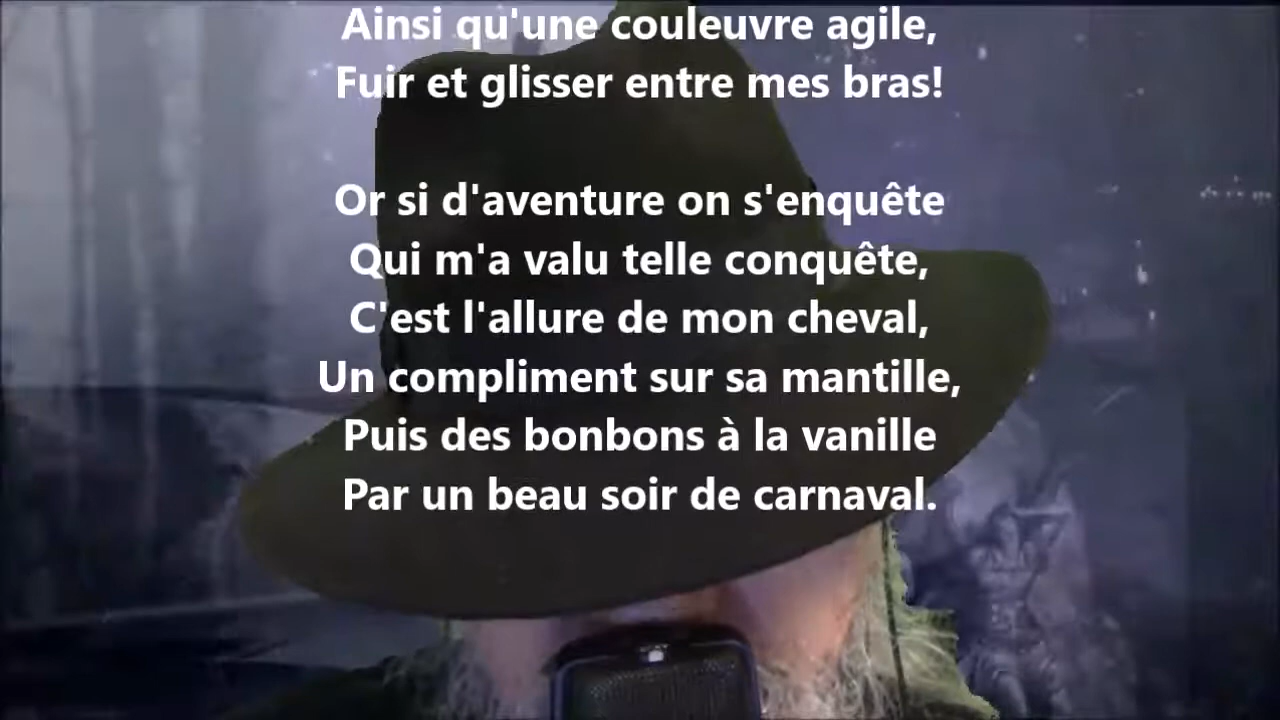 Ainsi qu'une couleuvre agile,
Fuir et glisser entre mes bras!
Or si d'aventure on s'enquête
Qui m'a valu telle conquête,
C'est l'allure de mon cheval,
Un compliment sur sa mantille,
Puis des bonbons à la vanille
Par un beau soir de carnaval.